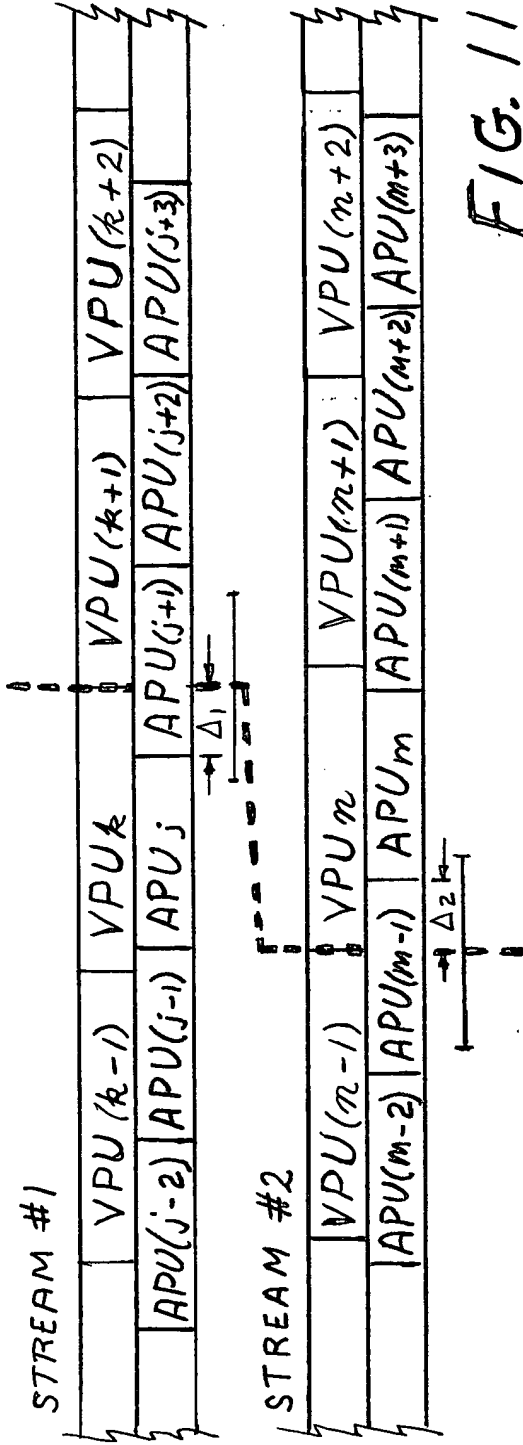 STREAM #1
VPU(k-1) VPUk VPU(k+1) VPU(k+2)
APU(j-2) APU(j-1) APUj APU(j+1) APU(j+2) APU(j+3)
Δ1
STREAM #2
VPU(n-1) VPUn VPU(n+1) VPU(n+2)
APU(m-2) APU(m-1) APUm APU(m+1) APU(m+2) APU(m+3)
Δ2
FIG. 11